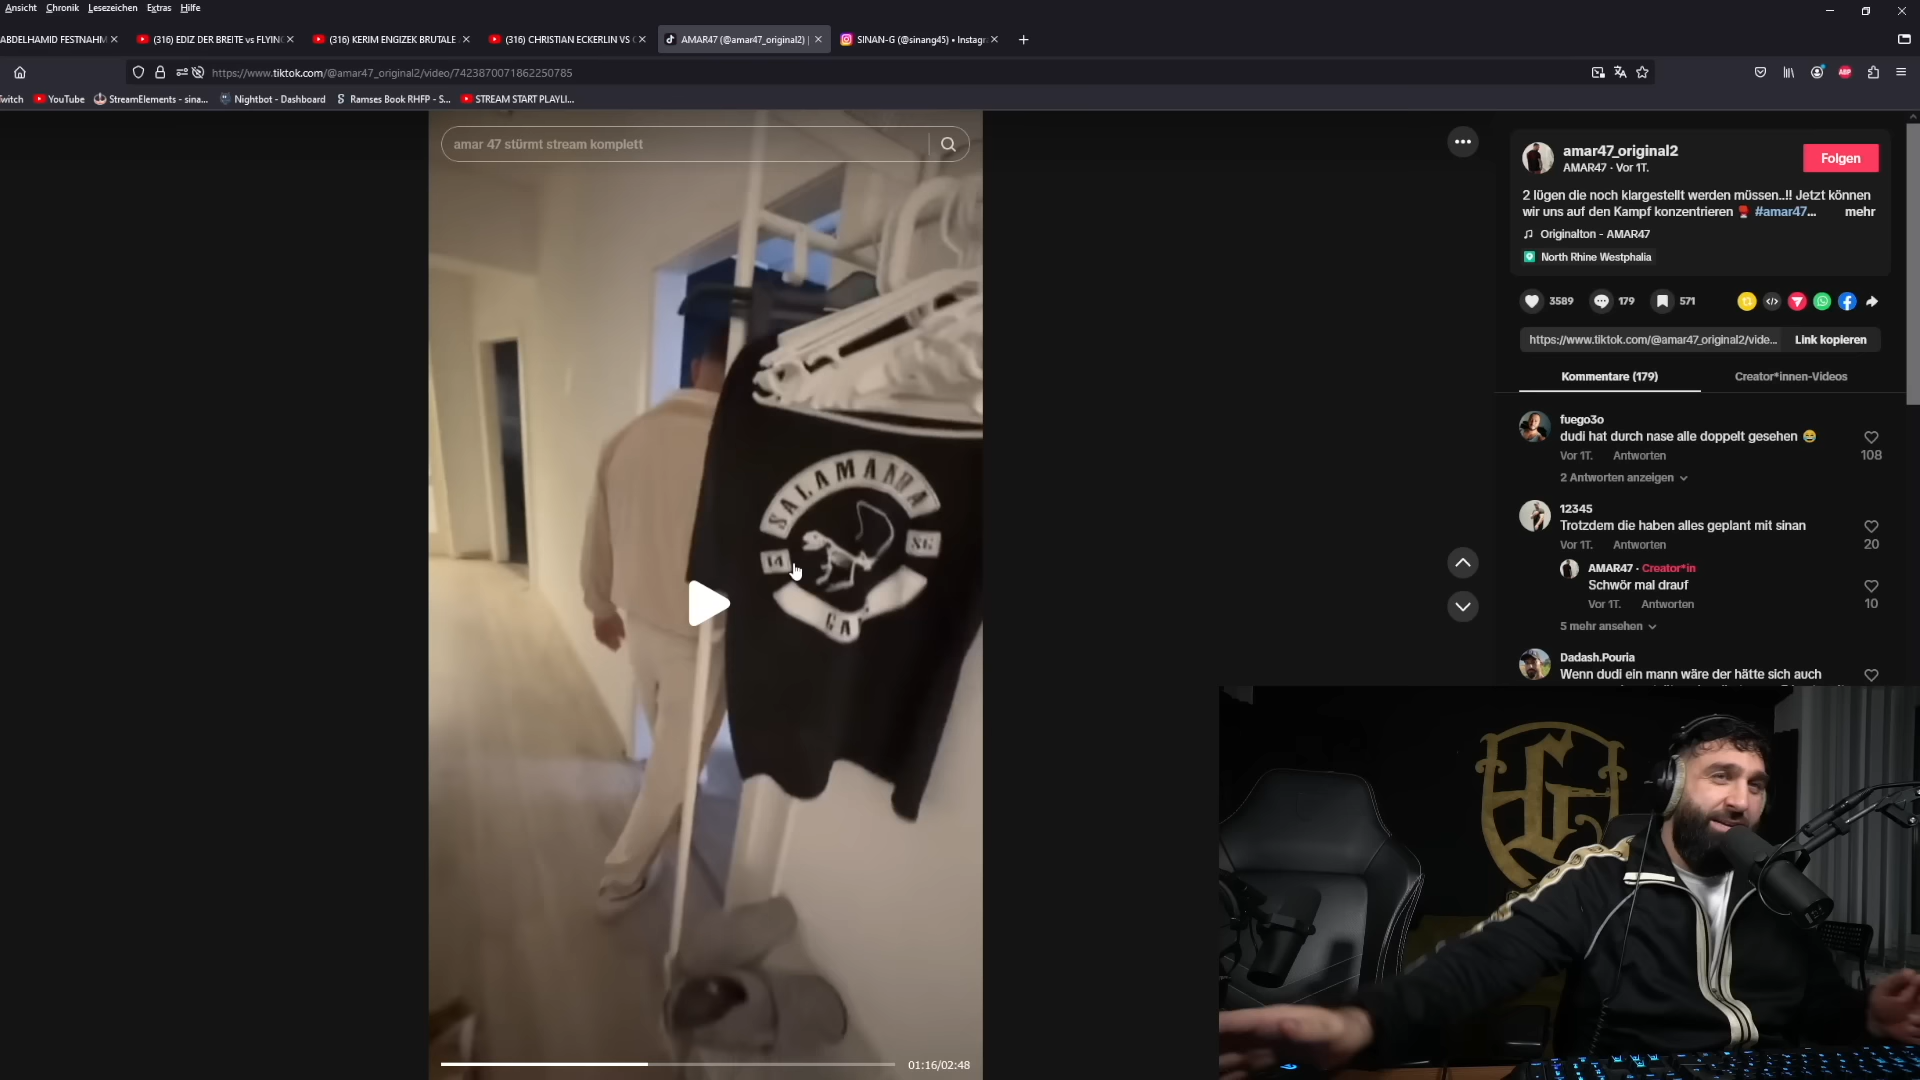 Ansicht Chronik Lesezeichen Extras Hilfe
ABDELHAMID FESTNAHM
(316) EDIZ DER BREITE vs FLYIN
(316) KERIM ENGIZEK BRUTALE
(316) CHRISTIAN ECKERLIN VS
AMAR47 (@amar47_original2) |
SINAN-G (@sinang45) • Instagr
https://www.tiktok.com/@amar47_original2/video/7423870071862250785
witch YouTube StreamElements - sina... Nightbot - Dashboard Ramses Book RHFP - S... STREAM START PLAYLI...
amar 47 stürmt stream komplett
amar47_original2
AMAR47 · Vor 1T.
Folgen
2 lügen die noch klargestellt werden müssen..!! Jetzt können
wir uns auf den Kampf konzentrieren #amar47... mehr
Originalton - AMAR47
North Rhine Westphalia
3589 179 571
https://www.tiktok.com/@amar47_original2/vide... Link kopieren
Kommentare (179) Creator*innen-Videos
fuego3o
dudi hat durch nase alle doppelt gesehen 😂
Vor 1T. Antworten 108
2 Antworten anzeigen
12345
Trotzdem die haben alles geplant mit sinan
Vor 1T. Antworten 20
AMAR47 · Creator*in
Schwör mal drauf
Vor 1T. Antworten 10
5 mehr ansehen
Dadash.Pouria
Wenn dudi ein mann wäre der hätte sich auch
SALAMANDA
14
GA
01:16/02:48